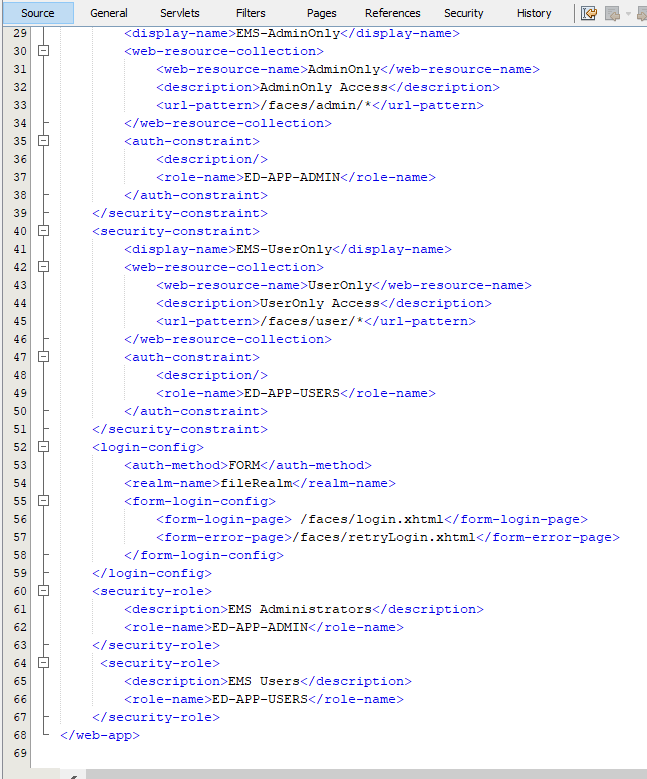 Source General Servlets Filters Pages References Security History
29 <display-name>EMS-AdminOnly</display-name>
30 <web-resource-collection>
31 <web-resource-name>AdminOnly</web-resource-name>
32 <description>AdminOnly Access</description>
33 <url-pattern>/faces/admin/*</url-pattern>
34 </web-resource-collection>
35 <auth-constraint>
36 <description/>
37 <role-name>ED-APP-ADMIN</role-name>
38 </auth-constraint>
39 </security-constraint>
40 <security-constraint>
41 <display-name>EMS-UserOnly</display-name>
42 <web-resource-collection>
43 <web-resource-name>UserOnly</web-resource-name>
44 <description>UserOnly Access</description>
45 <url-pattern>/faces/user/*</url-pattern>
46 </web-resource-collection>
47 <auth-constraint>
48 <description/>
49 <role-name>ED-APP-USERS</role-name>
50 </auth-constraint>
51 </security-constraint>
52 <login-config>
53 <auth-method>FORM</auth-method>
54 <realm-name>fileRealm</realm-name>
55 <form-login-config>
56 <form-login-page> /faces/login.xhtml</form-login-page>
57 <form-error-page>/faces/retryLogin.xhtml</form-error-page>
58 </form-login-config>
59 </login-config>
60 <security-role>
61 <description>EMS Administrators</description>
62 <role-name>ED-APP-ADMIN</role-name>
63 </security-role>
64 <security-role>
65 <description>EMS Users</description>
66 <role-name>ED-APP-USERS</role-name>
67 </security-role>
68 </web-app>
69